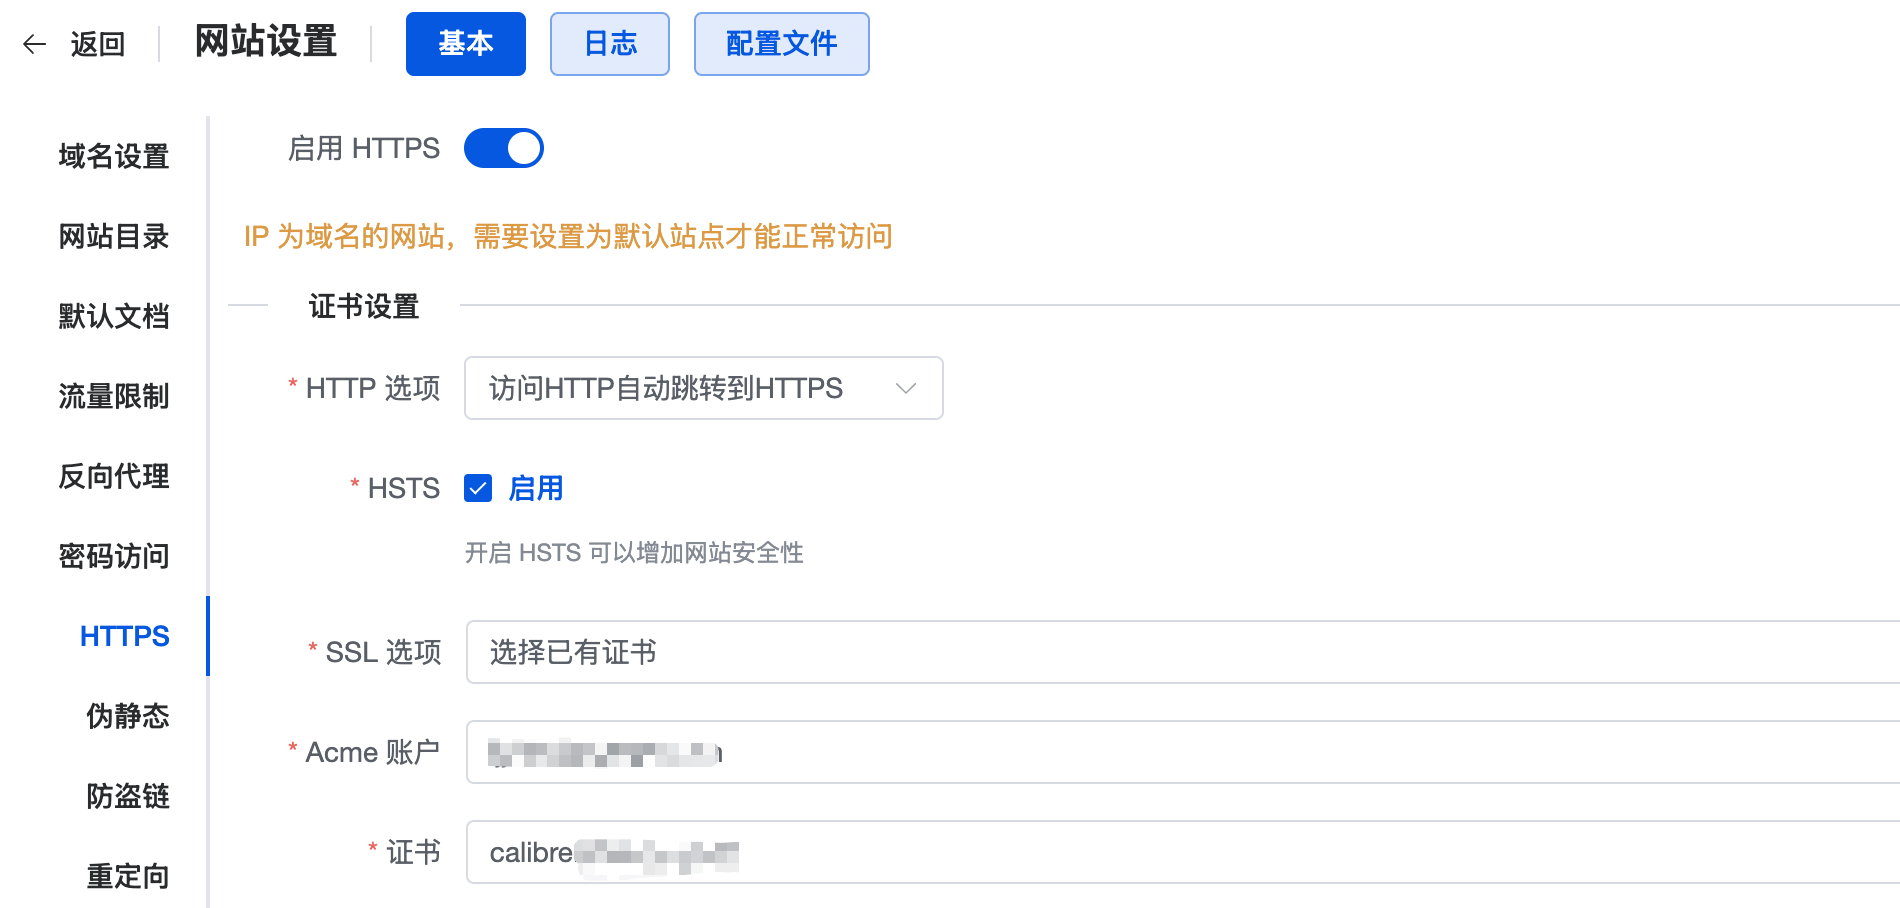 返回
网站设置
基本
日志
配置文件
域名设置
网站目录
默认文档
流量限制
反向代理
密码访问
HTTPS
伪静态
防盗链
重定向
启用 HTTPS
IP 为域名的网站，需要设置为默认站点才能正常访问
证书设置
* HTTP 选项 访问HTTP自动跳转到HTTPS
* HSTS 启用
开启 HSTS 可以增加网站安全性
* SSL 选项 选择已有证书
* Acme 账户
* 证书 calibre